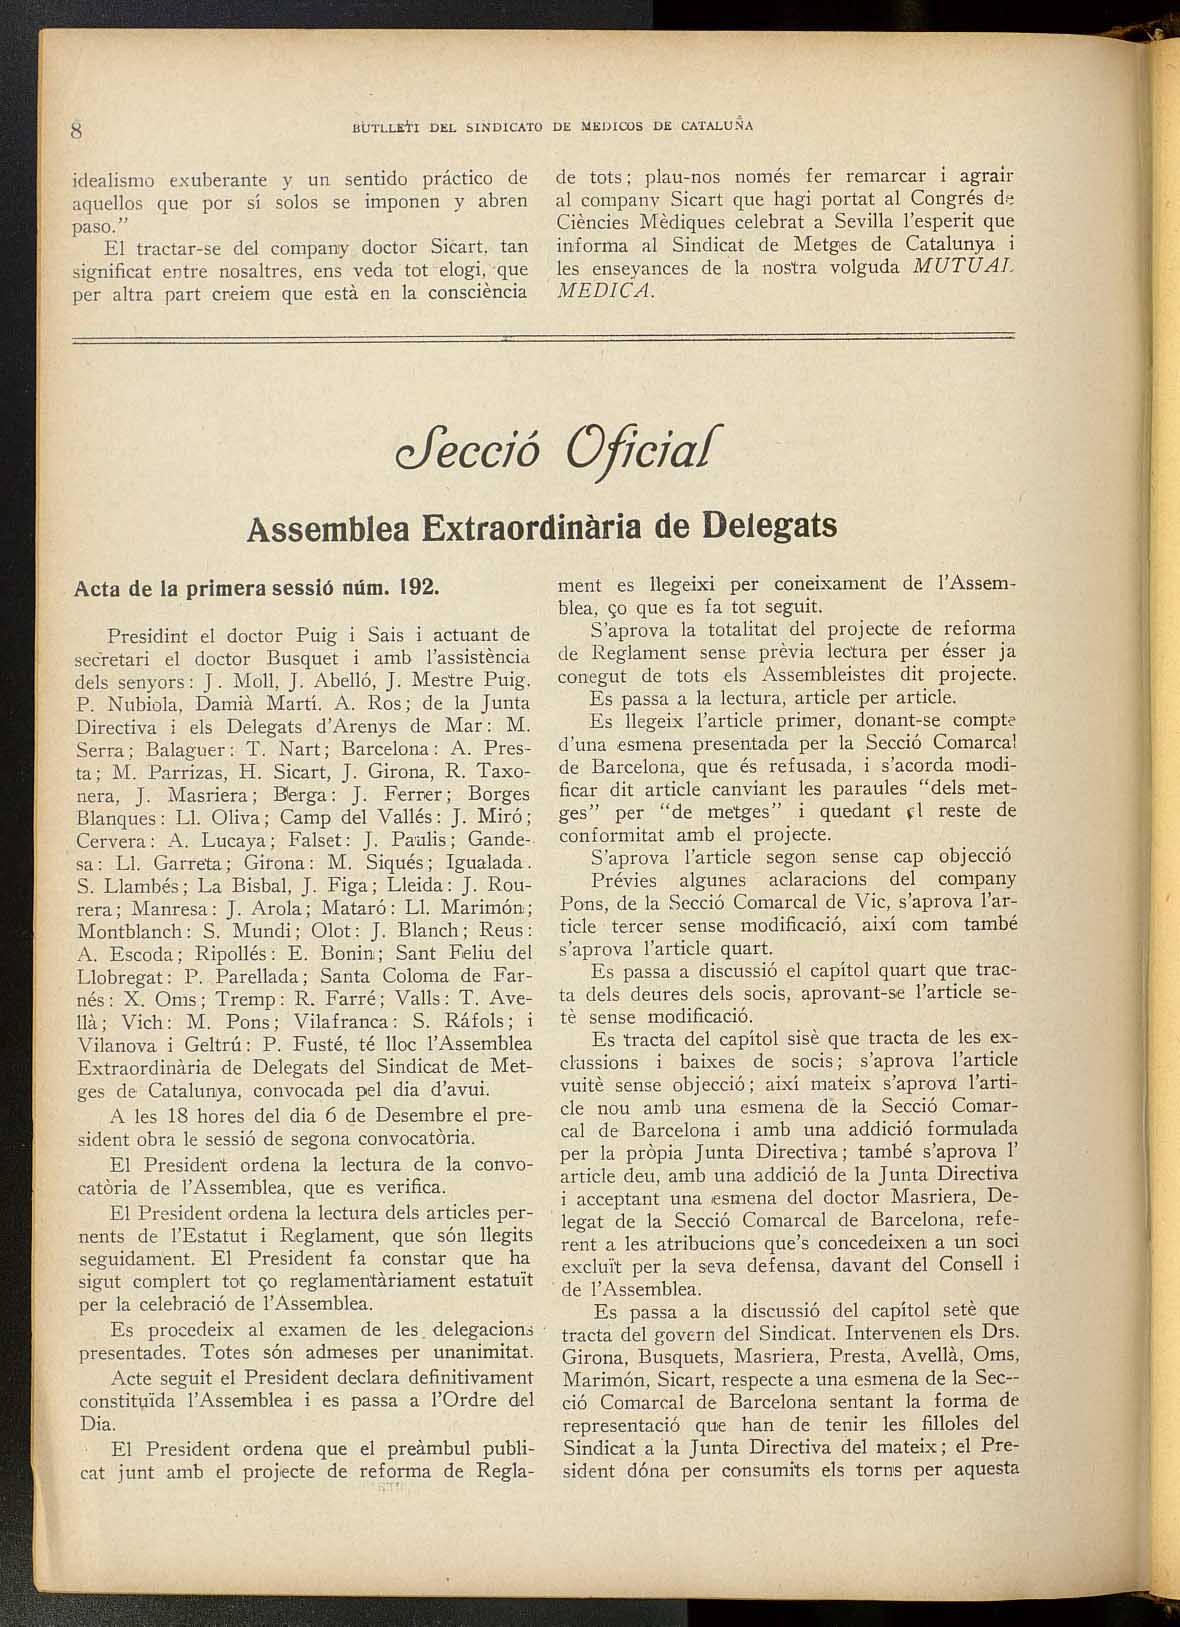 8
BUTLLETI DEL SINDICATO DE MEDICOS DE CATALUÑA
idealismo exuberante y un sentido práctico de
aquellos que por sí solos se imponen y abren
paso."
El tractar-se del company doctor Sicart, tan
significat entre nosaltres, ens veda tot elogi, que
per altra part creiem que està en la consciència
de tots; plau-nos només fer remarcar i agrair
al company Sicart que hagi portat al Congrés de
Ciències Mèdiques celebrat a Sevilla l'esperit que
informa al Sindicat de Metges de Catalunya i
les enseyances de la nostra volguda MUTUAL
MEDICA.
Secció Oficial
Assemblea Extraordinària de Delegats
Acta de la primera sessió núm. 192.
Presidint el doctor Puig i Sais i actuant de
secretari el doctor Busquet i amb l'assistència
dels senyors: J. Moll, J. Abelló, J. Mestre Puig.
P. Nubiola, Damià Martí. A. Ros; de la Junta
Directiva i els Delegats d'Arenys de Mar: M.
Serra; Balaguer: T. Nart; Barcelona: A. Pres-
ta; M. Parrizas, H. Sicart, J. Girona, R. Taxo-
nera, J. Masriera; Berga: J. Ferrer; Borges
Blanques: Ll. Oliva; Camp del Vallés: J. Miró;
Cervera: A. Lucaya; Falset: J. Paulis; Gande-
sa: Ll. Garreta; Girona: M. Siqués; Igualada.
S. Llambés; La Bisbal, J. Figa; Lleida: J. Rou-
rera; Manresa: J. Arola; Mataró: Ll. Marimón;
Montblanch: S. Mundi; Olot: J. Blanch; Reus:
A. Escoda; Ripollés: E. Bonin; Sant Feliu del
Llobregat: P. Parellada; Santa Coloma de Far-
nés: X. Oms; Tremp: R. Farré; Valls: T. Ave-
llà; Vich: M. Pons; Vilafranca: S. Ráfols; i
Vilanova i Geltrú: P. Fusté, té lloc l'Assemblea
Extraordinària de Delegats del Sindicat de Met-
ges de Catalunya, convocada pel dia d'avui.
A les 18 hores del dia 6 de Desembre el pre-
sident obra le sessió de segona convocatòria.
El President ordena la lectura de la convo-
catòria de l'Assemblea, que es verifica.
El President ordena la lectura dels articles per-
nents de l'Estatut i Reglament, que són llegits
seguidament. El President fa constar que ha
sigut complert tot ço reglamentàriament estatuït
per la celebració de l'Assemblea.
Es procedeix al examen de les delegacions
presentades. Totes són admeses per unanimitat.
Acte seguit el President declara definitivament
constituïda l'Assemblea i es passa a l'Ordre del
Dia.
El President ordena que el preàmbul publi-
cat junt amb el projecte de reforma de Regla-
ment es llegeixi per coneixament de l'Assem-
blea, ço que es fa tot seguit.
S'aprova la totalitat del projecte de reforma
de Reglament sense prèvia lectura per ésser ja
conegut de tots els Assembleistes dit projecte.
Es passa a la lectura, article per article.
Es llegeix l'article primer, donant-se compte
d'una esmena presentada per la Secció Comarcal
de Barcelona, que és refusada, i s'acorda modi-
ficar dit article canviant les paraules "dels met-
ges" per "de metges" i quedant el reste de
conformitat amb el projecte.
S'aprova l'article segon sense cap objecció
Prévies algunes aclaracions del company
Pons, de la Secció Comarcal de Vic, s'aprova l'ar-
ticle tercer sense modificació, així com també
s'aprova l'article quart.
Es passa a discussió el capítol quart que trac-
ta dels deures dels socis, aprovant-se l'article se-
tè sense modificació.
Es tracta del capítol sisè que tracta de les ex-
clussions i baixes de socis; s'aprova l'article
vuitè sense objecció; així mateix s'aprova l'arti-
cle nou amb una esmena de la Secció Comar-
cal de Barcelona i amb una addició formulada
per la pròpia Junta Directiva; també s'aprova l'
article deu, amb una addició de la Junta Directiva
i acceptant una esmena del doctor Masriera, De-
legat de la Secció Comarcal de Barcelona, refe-
rent a les atribucions que's concedeixen a un soci
excluït per la seva defensa, davant del Consell i
de l'Assemblea.
Es passa a la discussió del capítol setè que
tracta del govern del Sindicat. Intervenen els Drs.
Girona, Busquets, Masriera, Presta, Avellà, Oms,
Marimón, Sicart, respecte a una esmena de la Sec--
ció Comarcal de Barcelona sentant la forma de
representació que han de tenir les filloles del
Sindicat a la Junta Directiva del mateix; el Pre-
sident dóna per consumits els torns per aquesta